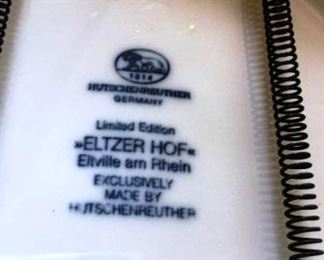 1814
HUTSCHENREUTHER
GERMANY
Limited Edition
»ELTZER HOF«
Eltville am Rhein
EXCLUSIVELY
MADE BY
HUTSCHENREUTHER